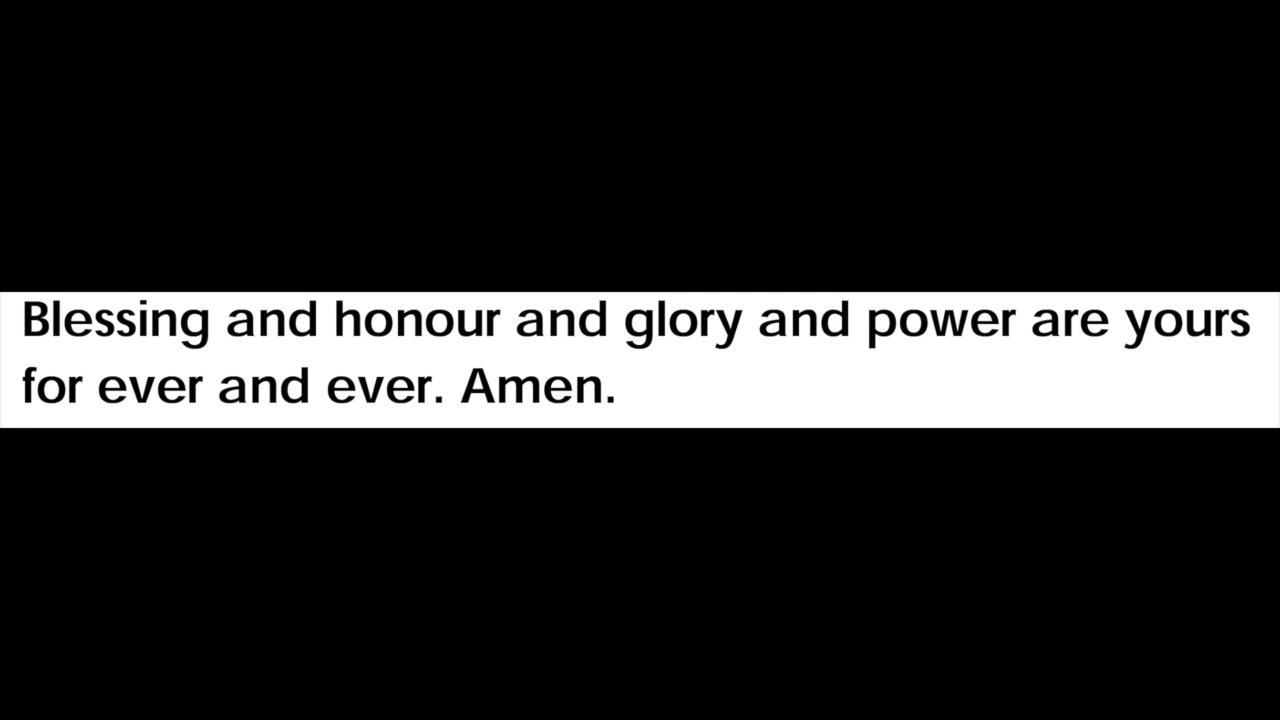 Blessing and honour and glory and power are yours
for ever and ever. Amen.